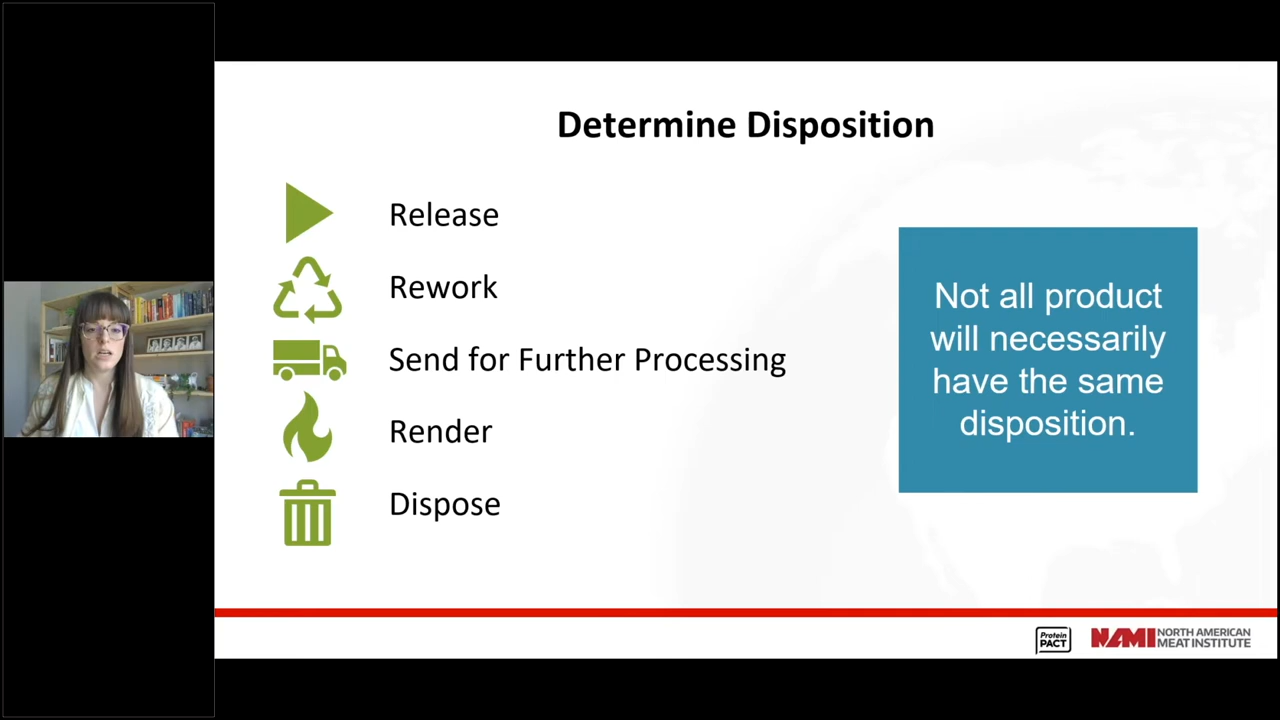 Determine Disposition
Release
Rework
Send for Further Processing
Render
Dispose
Not all product
will necessarily
have the same
disposition.
Protein
PACT
NAMI
NORTH AMERICAN
MEAT INSTITUTE